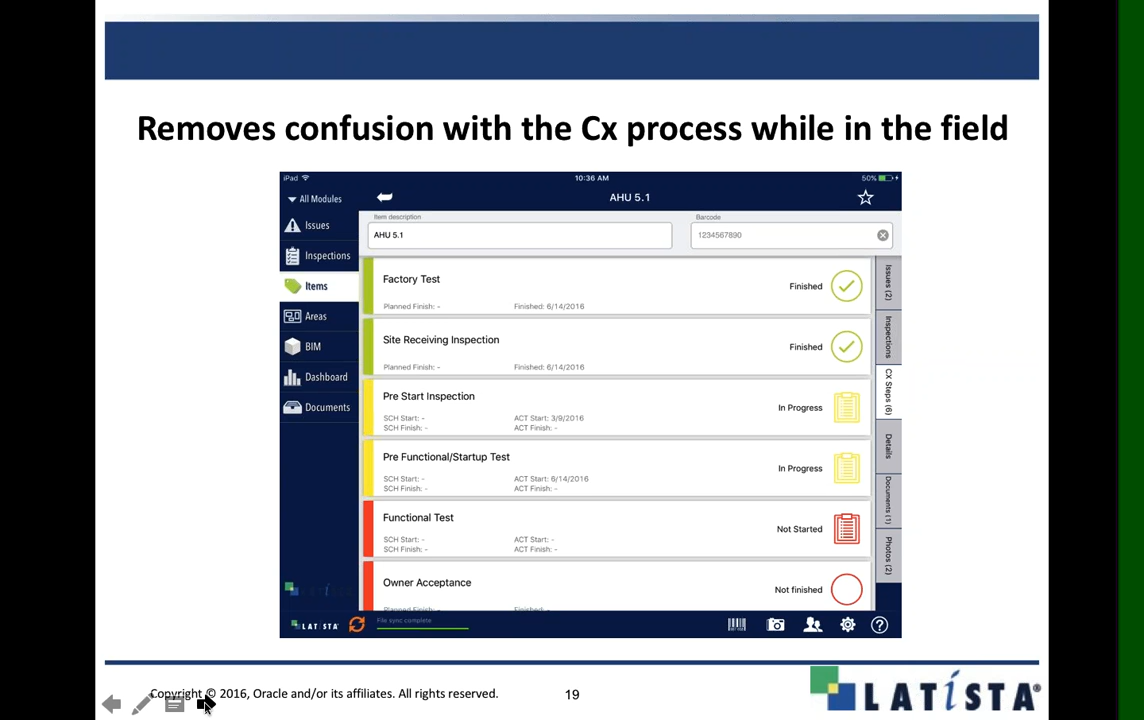 Removes confusion with the Cx process while in the field
iPad
10:36 AM
50%
All Modules
AHU 5.1
Issues
Inspections
Items
Areas
BIM
Dashboard
Documents
Item description
AHU 5.1
Barcode
1234567890
Factory Test
Finished
Planned Finish: -
Finished: 6/14/2016
Site Receiving Inspection
Finished
Planned Finish: -
Finished: 6/14/2016
Pre Start Inspection
In Progress
SCH Start: -
ACT Start: 3/9/2016
SCH Finish: -
ACT Finish: -
Pre Functional/Startup Test
In Progress
SCH Start: -
ACT Start: 6/14/2016
SCH Finish: -
ACT Finish: -
Functional Test
Not Started
SCH Start: -
ACT Start: -
SCH Finish: -
ACT Finish: -
Owner Acceptance
Not finished
Planned Finish: -
Finished: -
Issues (2)
Inspections
CX Steps (6)
Details
Documents (1)
Photos (2)
LATISTA
File sync complete
?
Copyright © 2016, Oracle and/or its affiliates. All rights reserved.
19
LATíSTA®